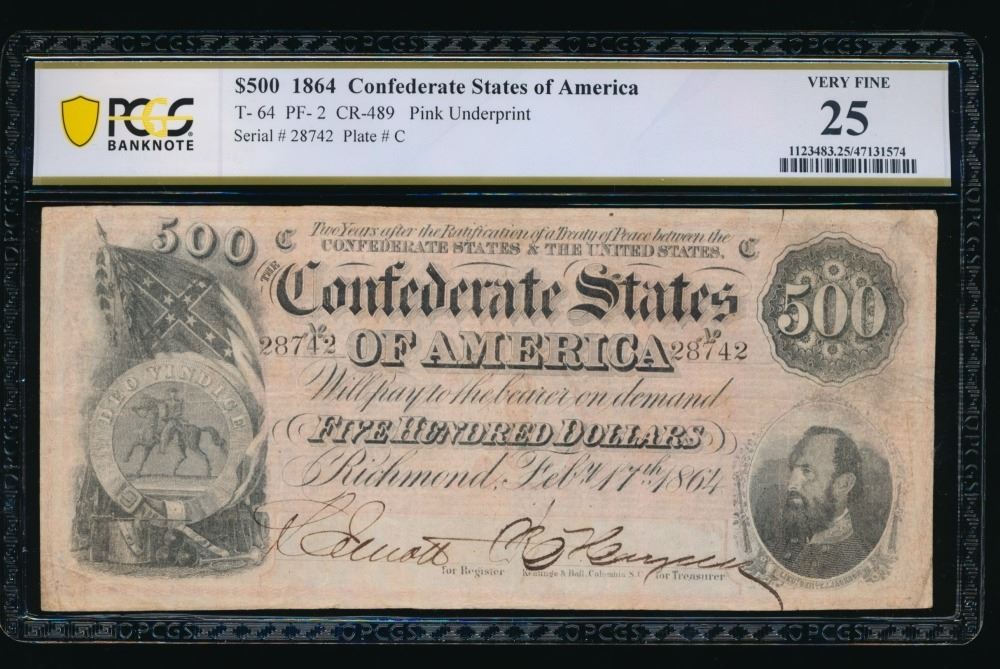 $500 1864 Confederate States of America
T- 64 PF- 2 CR-489 Pink Underprint
Serial # 28742 Plate # C
PCGS
BANKNOTE
VERY FINE
25
1123483.25/47131574
500 C Two Years after the Ratification of a Treaty of Peace between the C
CONFEDERATE STATES & THE UNITED STATES,
THE
Confederate States
500
28742 OF AMERICA 28742
DEO VINDICE
Will pay to the bearer on demand
FIVE HUNDRED DOLLARS
Richmond, Feby. 17th 1864
for Register Keatinge & Ball, Columbia S.C. for Treasurer